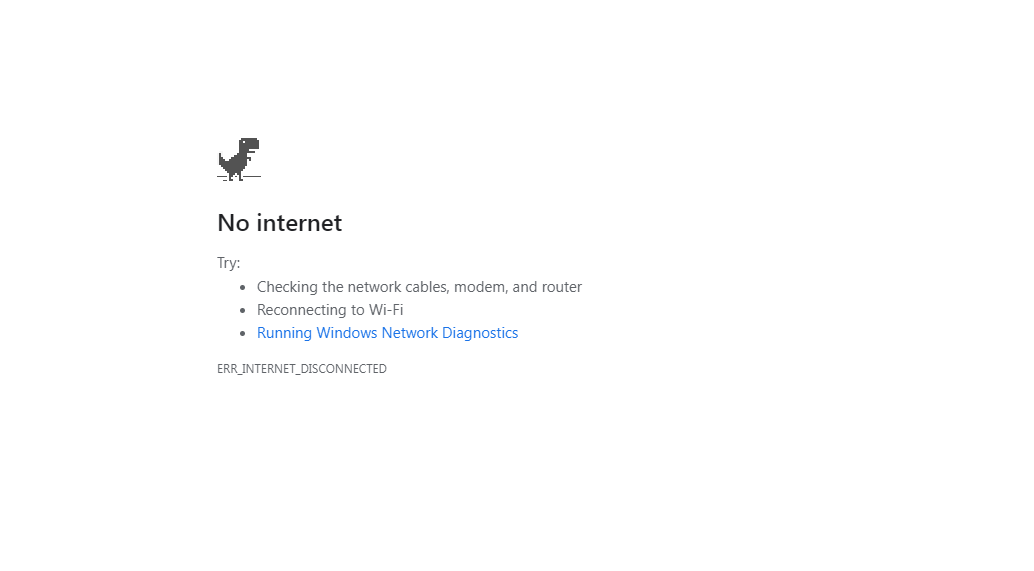 No internet
Try:
Checking the network cables, modem, and router
Reconnecting to Wi-Fi
Running Windows Network Diagnostics
ERR_INTERNET_DISCONNECTED